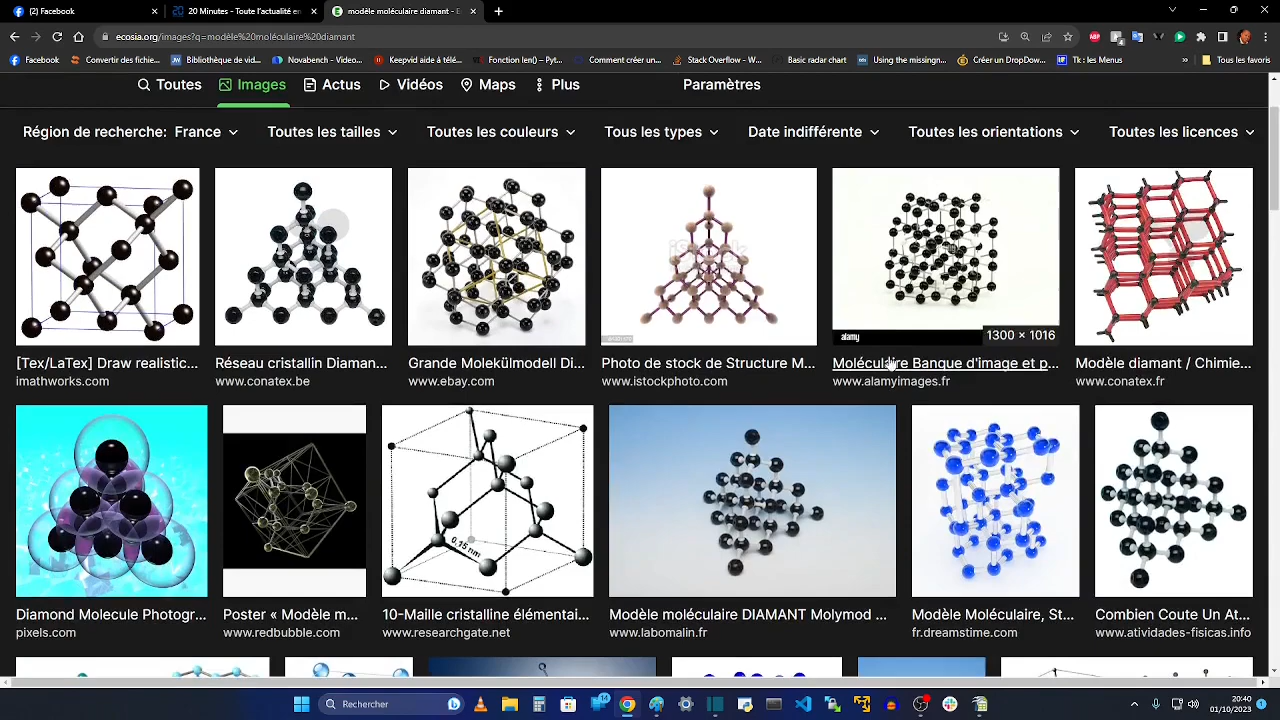 (2) Facebook
20 Minutes - Toute l'actualité en
modèle moléculaire diamant - E
ecosia.org/images?q=modèle%20moléculaire%20diamant
Facebook
Convertir des fichie...
Bibliothèque de vid...
Novabench - Videl...
Keepvid aide à télé...
Fonction len() – Pyt...
Comment créer un...
Stack Overflow - W...
Basic radar chart
Using the missingn...
Créer un DropDow...
Tk : les Menus
»
Tous les favoris
Toutes
Images
Actus
Vidéos
Maps
Plus
Paramètres
Région de recherche: France
Toutes les tailles
Toutes les couleurs
Tous les types
Date indifférente
Toutes les orientations
Toutes les licences
alamy
1300 × 1016
[Tex/LaTex] Draw realistic...
imathworks.com
Réseau cristallin Diaman...
www.conatex.be
Grande Molekülmodell Di...
www.ebay.com
Photo de stock de Structure M...
www.istockphoto.com
Moléculaire Banque d'image et p...
www.alamyimages.fr
Modèle diamant / Chimie...
www.conatex.fr
0,15 nm
Diamond Molecule Photogr...
pixels.com
Poster « Modèle m...
www.redbubble.com
10-Maille cristalline élémentai...
www.researchgate.net
Modèle moléculaire DIAMANT Molymod ...
www.labomalin.fr
Modèle Moléculaire, St...
fr.dreamstime.com
Combien Coute Un At...
www.atividades-fisicas.info
Rechercher
14
20:40
01/10/2023